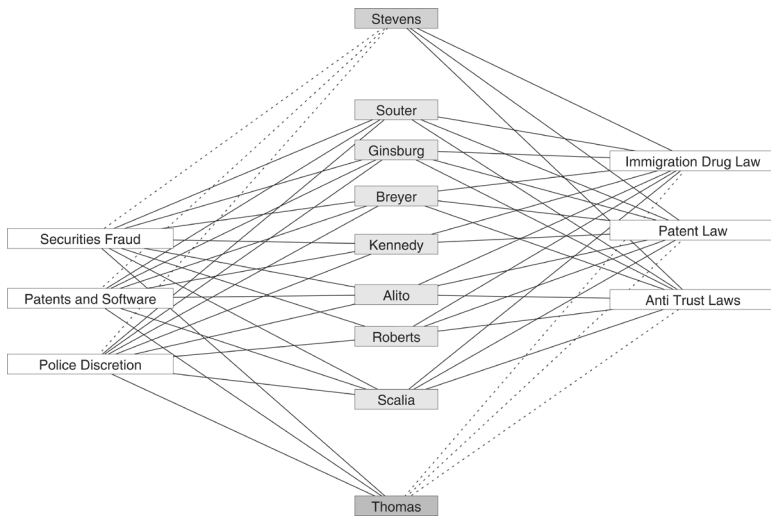 Stevens
Souter
Ginsburg
Immigration Drug Law
Breyer
Patent Law
Securities Fraud
Kennedy
Patents and Software
Alito
Anti Trust Laws
Roberts
Police Discretion
Scalia
Thomas